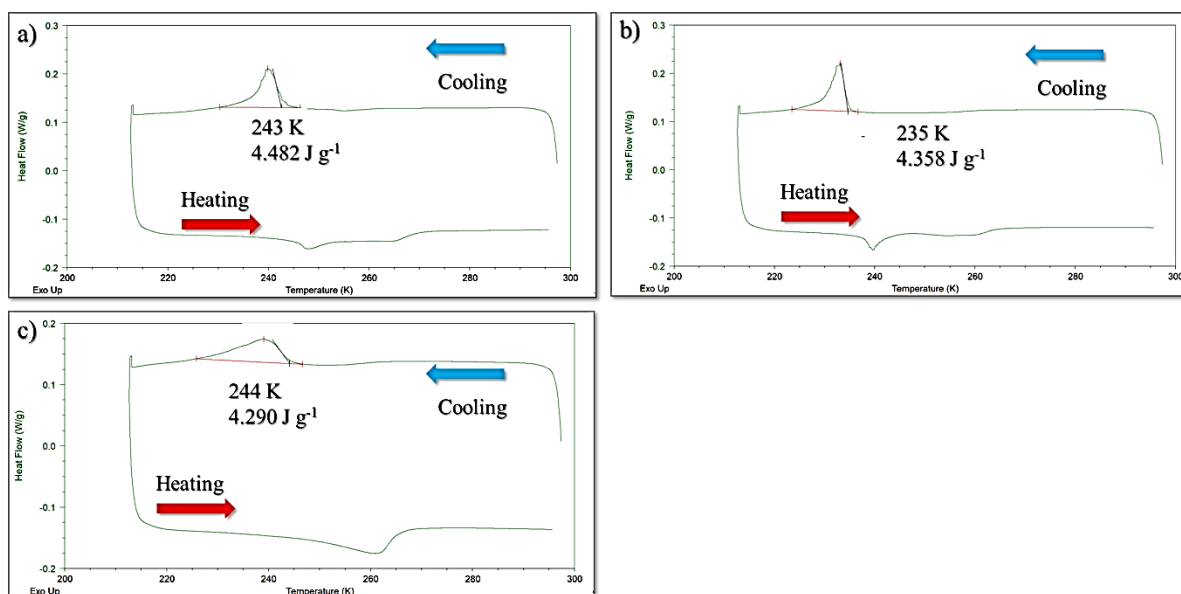 a)
Heat Flow (W/g)
0.3
0.2
0.1
0.0
-0.1
-0.2
Cooling
243 K
4.482 J g-1
Heating
200
220
240
260
280
300
Exo Up
Temperature (K)
b)
Heat Flow (W/g)
0.3
0.2
0.1
0.0
-0.1
-0.2
Cooling
235 K
4.358 J g-1
Heating
200
220
240
260
280
300
Exo Up
Temperature (K)
c)
Heat Flow (W/g)
0.2
0.1
0.0
-0.1
-0.2
244 K
4.290 J g-1
Cooling
Heating
200
220
240
260
280
300
Exo Up
Temperature (K)